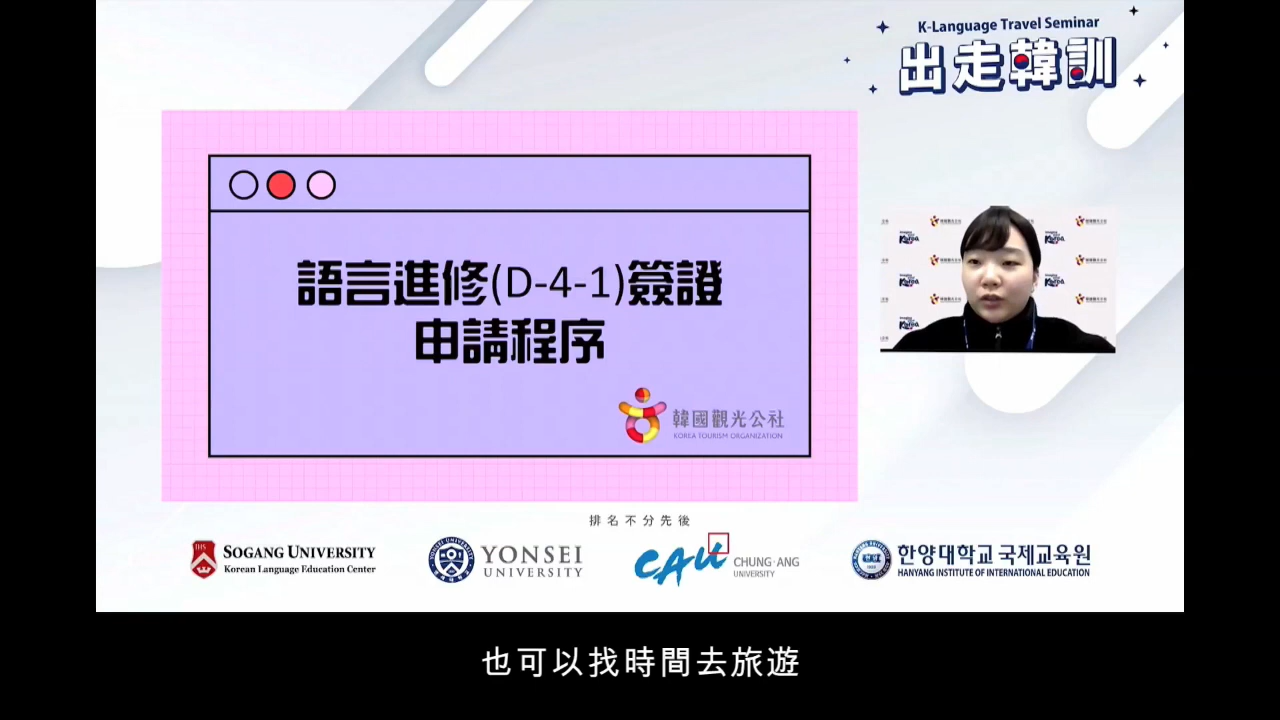 K-Language Travel Seminar
出走韓訓
語言進修(D-4-1)簽證
申請程序
韓國觀光公社
KOREA TOURISM ORGANIZATION
排名不分先後
SOGANG UNIVERSITY
Korean Language Education Center
YONSEI
UNIVERSITY
CAU
CHUNG-ANG
UNIVERSITY
한양대학교 국제교육원
HANYANG INSTITUTE OF INTERNATIONAL EDUCATION
也可以找時間去旅遊